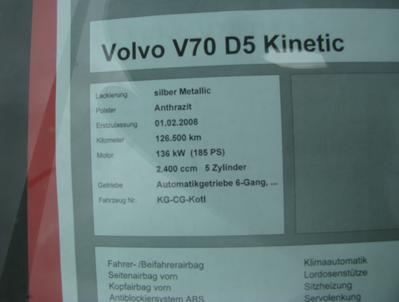 Volvo V70 D5 Kinetic
Lackierung silber Metallic
Polster Anthrazit
Erstzulassung 01.02.2008
Kilometer 126.500 km
Motor 136 kW (185 PS)
2.400 ccm 5 Zylinder
Getriebe Automatikgetriebe 6-Gang, ...
Fahrzeug Nr. KG-CG-Kotl
Fahrer- /Beifahrerairbag Klimaautomatik
Seitenairbag vorn Lordosenstütze
Kopfairbag vorn Sitzheizung
Antiblockiersystem ABS Servolenkung